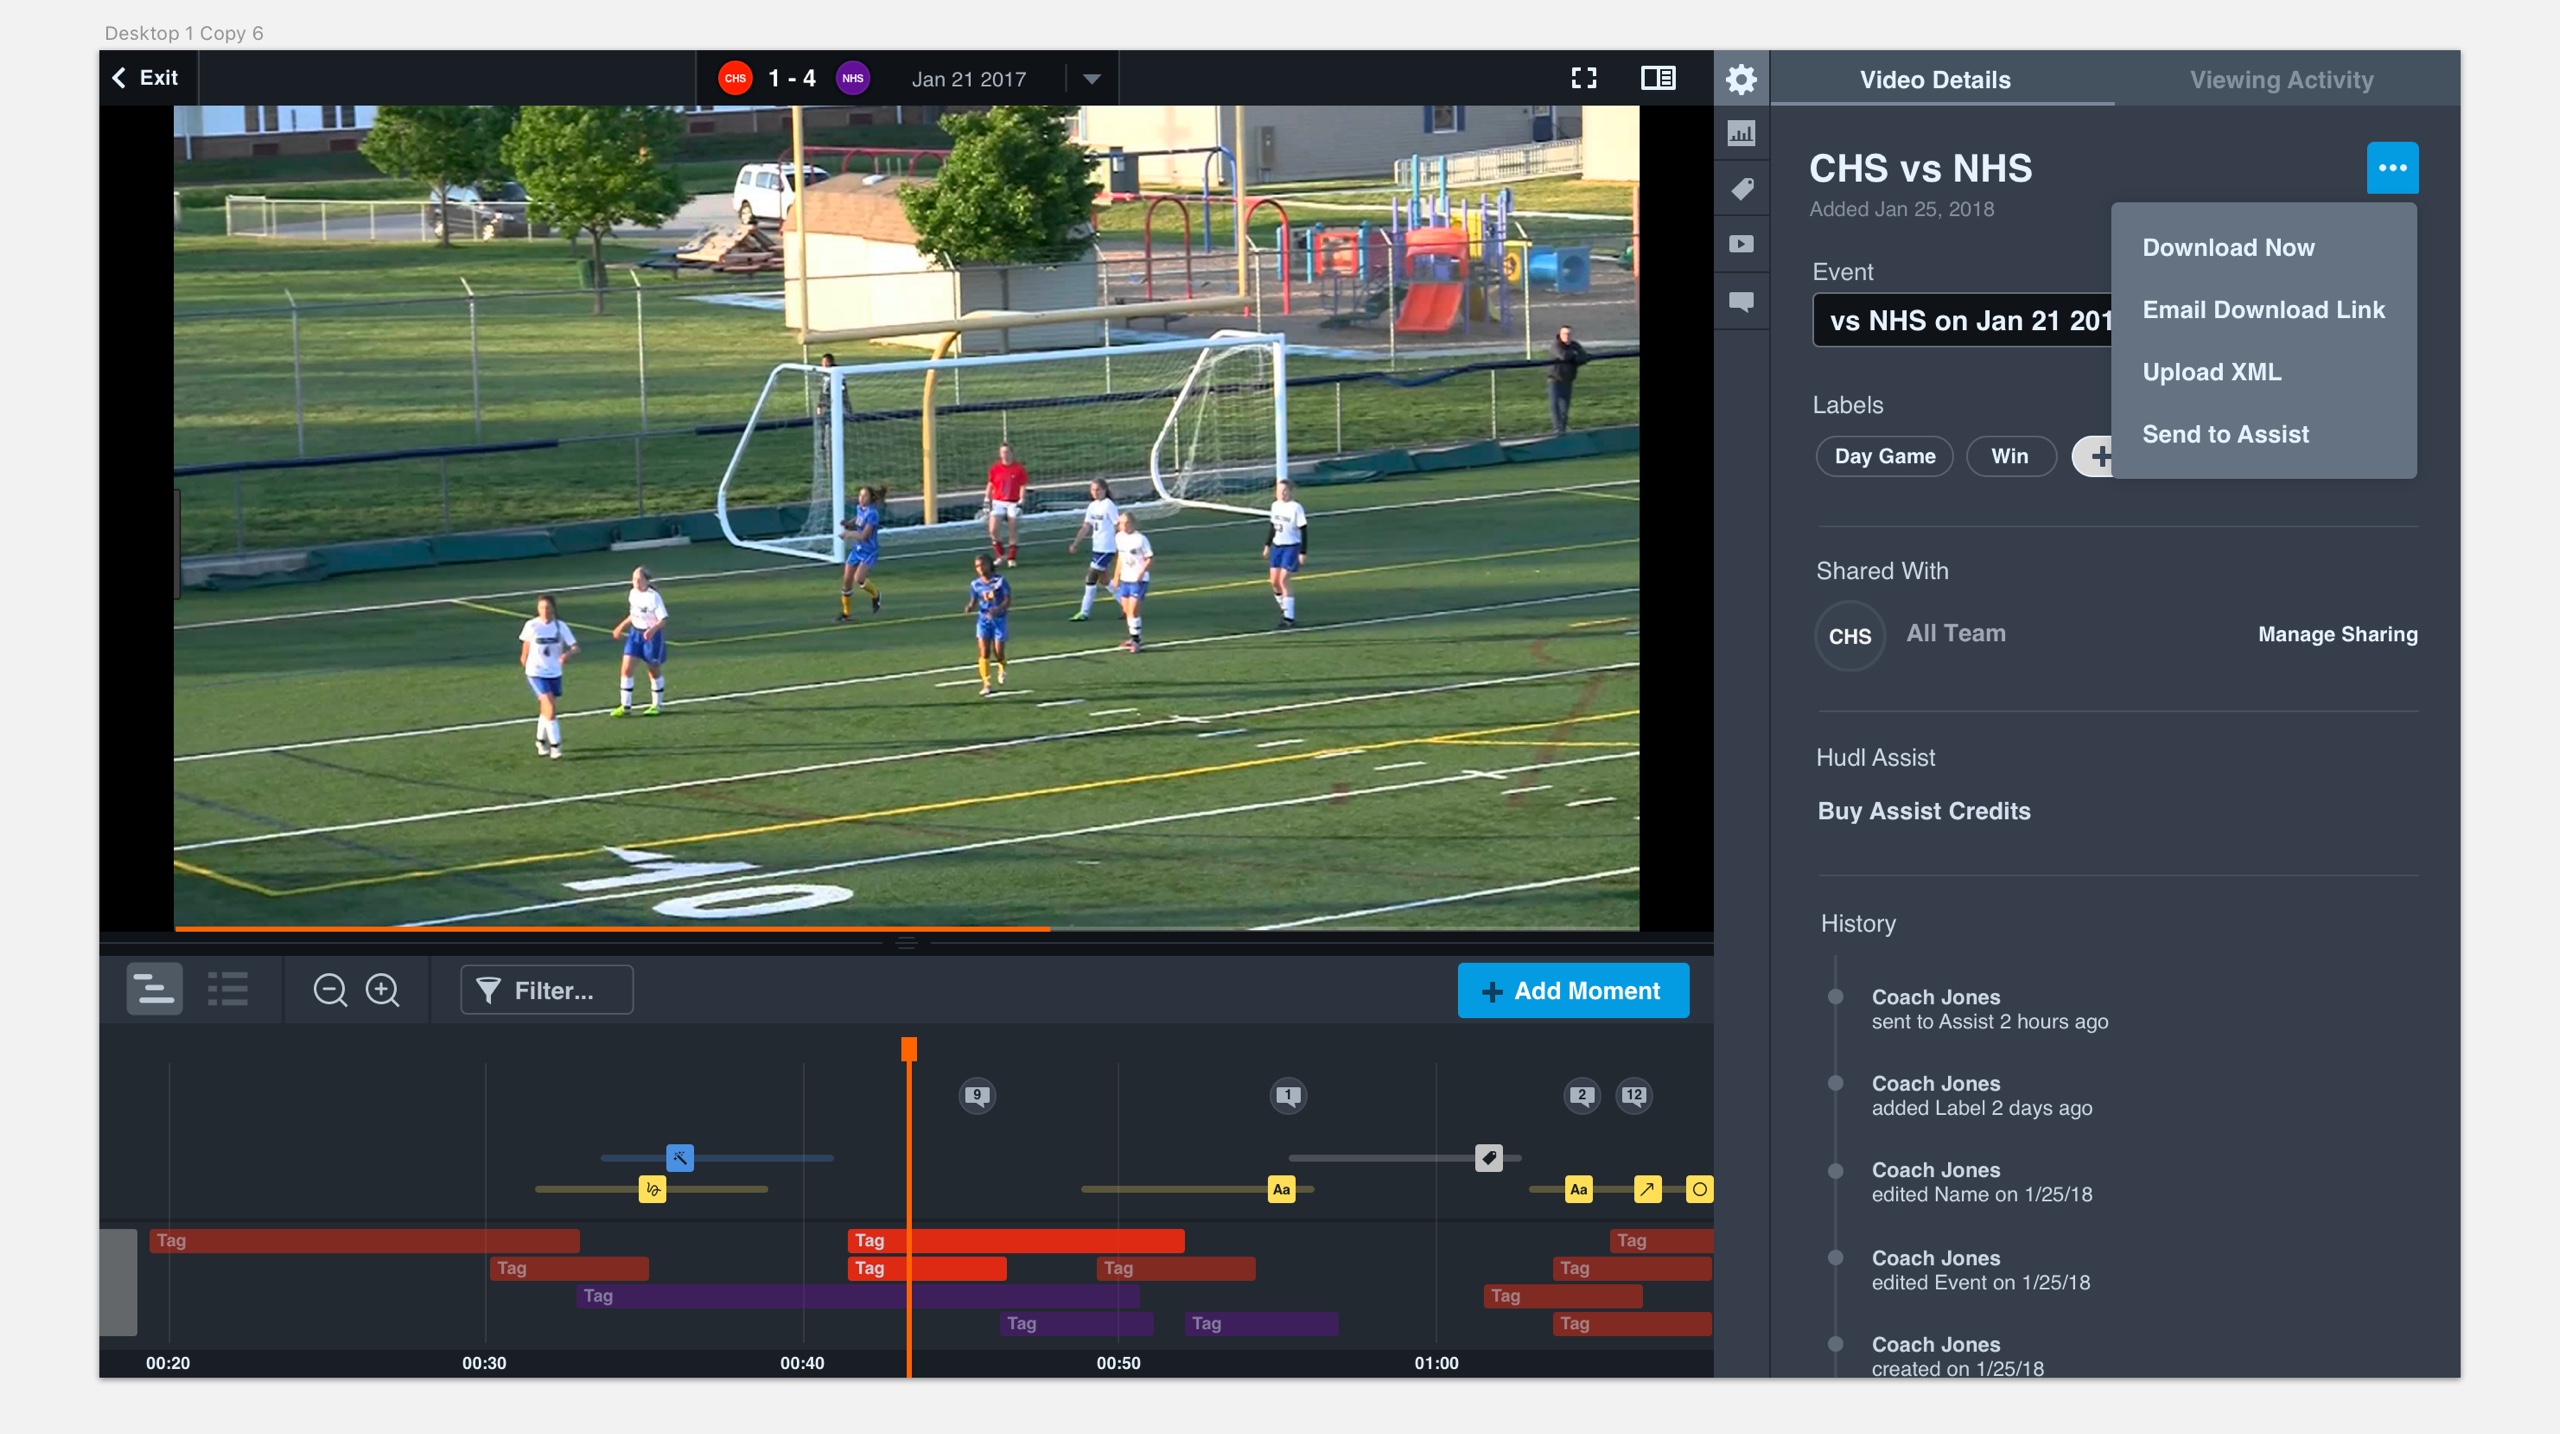 Desktop 1 Copy 6
Exit
CHS 1 - 4 NHS Jan 21 2017
Video Details Viewing Activity
CHS vs NHS
Added Jan 25, 2018
Download Now
Email Download Link
Upload XML
Send to Assist
Event
vs NHS on Jan 21 201
Labels
Day Game Win +
Shared With
CHS All Team Manage Sharing
Hudl Assist
Buy Assist Credits
History
Coach Jones
sent to Assist 2 hours ago
Coach Jones
added Label 2 days ago
Coach Jones
edited Name on 1/25/18
Coach Jones
edited Event on 1/25/18
Coach Jones
created on 1/25/18
10
Filter...
+ Add Moment
9 1 2 12
Aa Aa
Tag Tag Tag
Tag Tag Tag Tag
Tag Tag
Tag Tag Tag
00:20 00:30 00:40 00:50 01:00